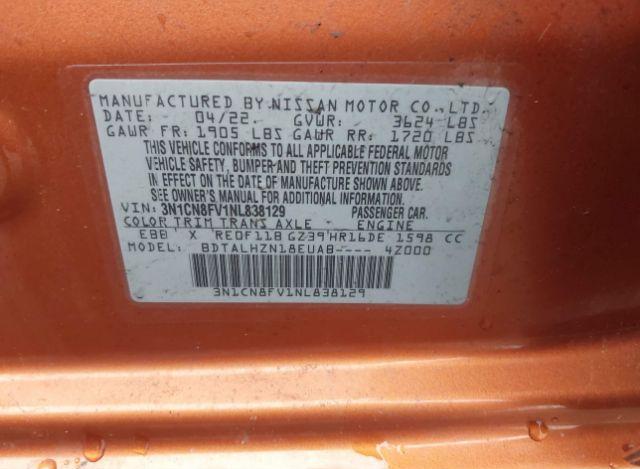 MANUFACTURED BY NISSAN MOTOR CO.,LTD.
DATE: 04/22 GVWR: 3624 LBS
GAWR FR: 1905 LBS GAWR RR: 1720 LBS
THIS VEHICLE CONFORMS TO ALL APPLICABLE FEDERAL MOTOR
VEHICLE SAFETY, BUMPER AND THEFT PREVENTION STANDARDS
IN EFFECT ON THE DATE OF MANUFACTURE SHOWN ABOVE.
SEE OWNER'S MANUAL FOR ADDITIONAL INFORMATION.
VIN: 3N1CN8FV1NL838129 PASSENGER CAR.
COLOR TRIM TRANS AXLE - ENGINE
EBB X RE0F11B GZ39 HR16DE 1598 CC
MODEL: BDTALHZN18EUAB---- 4Z000
3N1CN8FV1NL838129